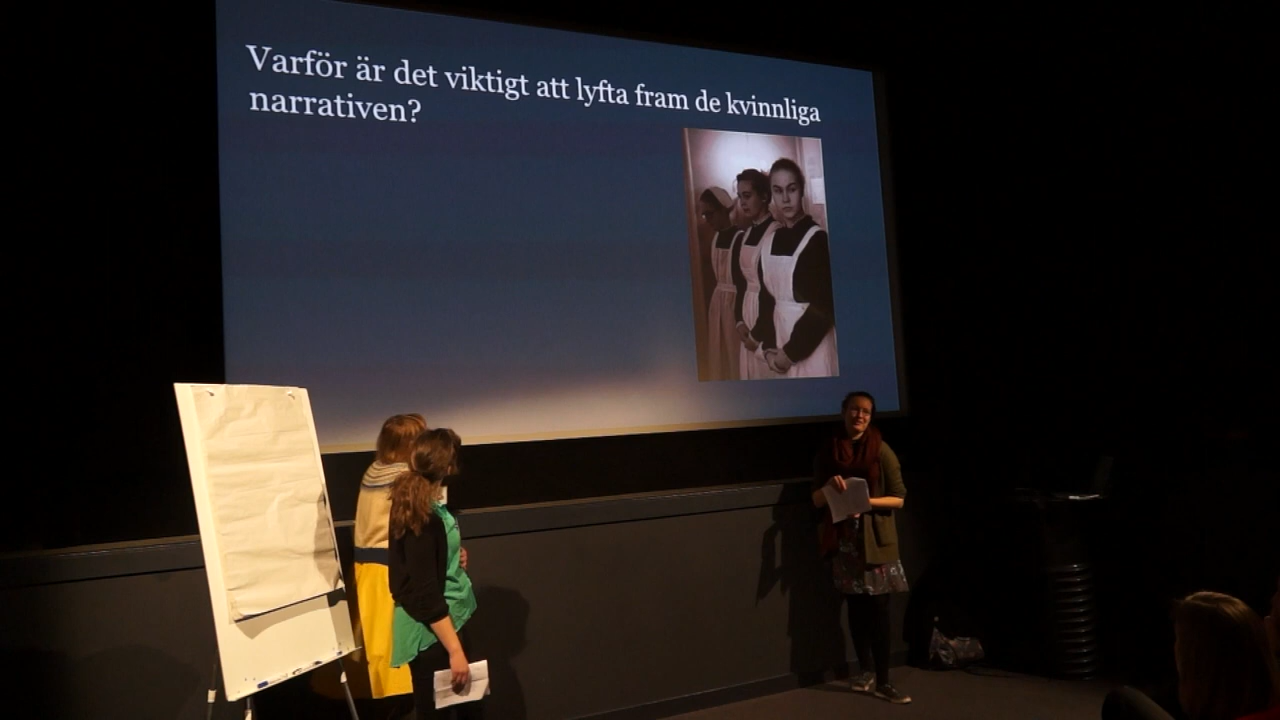 Varför är det viktigt att lyfta fram de kvinnliga
narrativen?